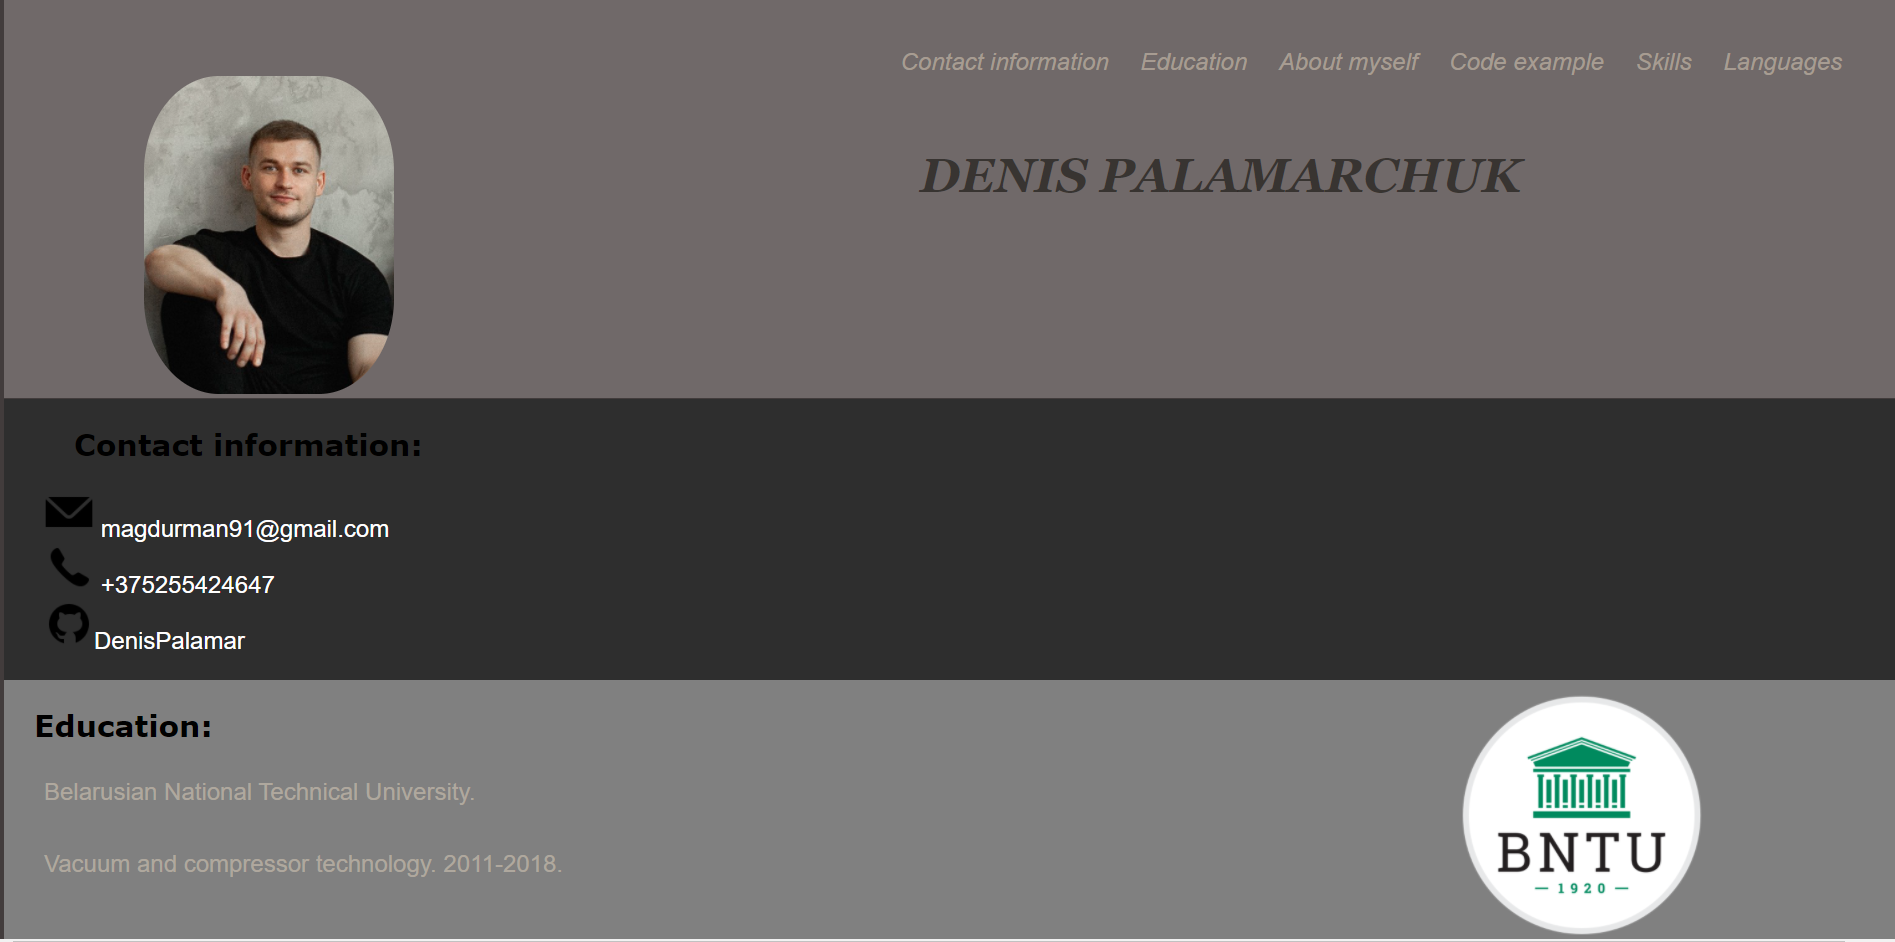 Contact information Education About myself Code example Skills Languages
DENIS PALAMARCHUK
Contact information:
magdurman91@gmail.com
+375255424647
DenisPalamar
Education:
Belarusian National Technical University.
Vacuum and compressor technology. 2011-2018.
BNTU
— 1920 —